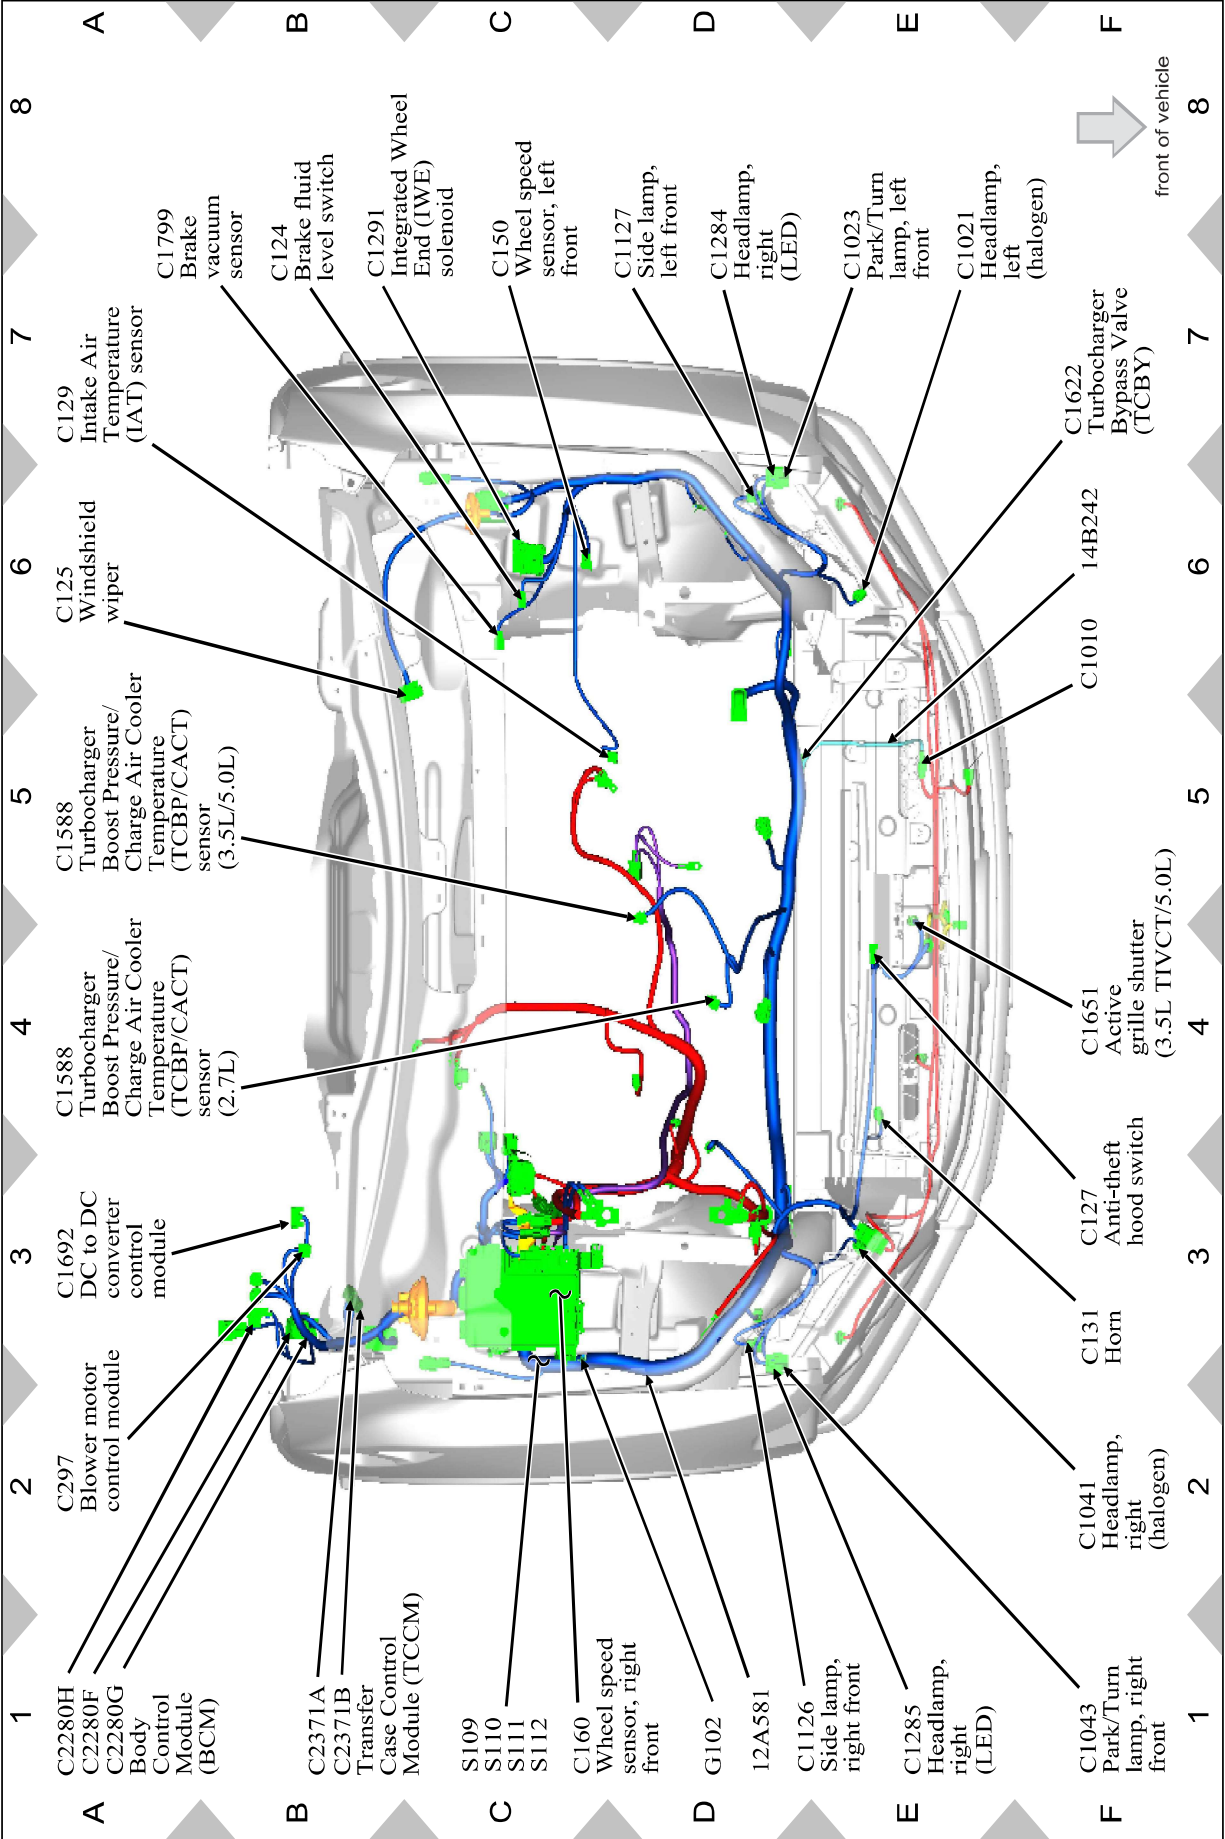 A
B
C
D
E
F
1
2
3
4
5
6
7
8
C2280H
C2280F
C2280G
Body
Control
Module
(BCM)
C297
Blower motor
control module
C1692
DC to DC
converter
control
module
C1588
Turbocharger
Boost Pressure/
Charge Air Cooler
Temperature
(TCBP/CACT)
sensor
(2.7L)
C1588
Turbocharger
Boost Pressure/
Charge Air Cooler
Temperature
(TCBP/CACT)
sensor
(3.5L/5.0L)
C125
Windshield
wiper
C129
Intake Air
Temperature
(IAT) sensor
C1799
Brake
vacuum
sensor
C124
Brake fluid
level switch
C1291
Integrated Wheel
End (IWE)
solenoid
C150
Wheel speed
sensor, left
front
C1127
Side lamp,
left front
C1284
Headlamp,
right
(LED)
C1023
Park/Turn
lamp, left
front
C1021
Headlamp,
left
(halogen)
C2371A
C2371B
Transfer
Case Control
Module (TCCM)
S109
S110
S111
S112
C160
Wheel speed
sensor, right
front
G102
12A581
C1126
Side lamp,
right front
C1285
Headlamp,
right
(LED)
C1043
Park/Turn
lamp, right
front
C1041
Headlamp,
right
(halogen)
C131
Horn
C127
Anti-theft
hood switch
C1651
Active
grille shutter
(3.5L TIVCT/5.0L)
C1010
14B242
C1622
Turbocharger
Bypass Valve
(TCBY)
front of vehicle
1
2
3
4
5
6
7
8
A
B
C
D
E
F